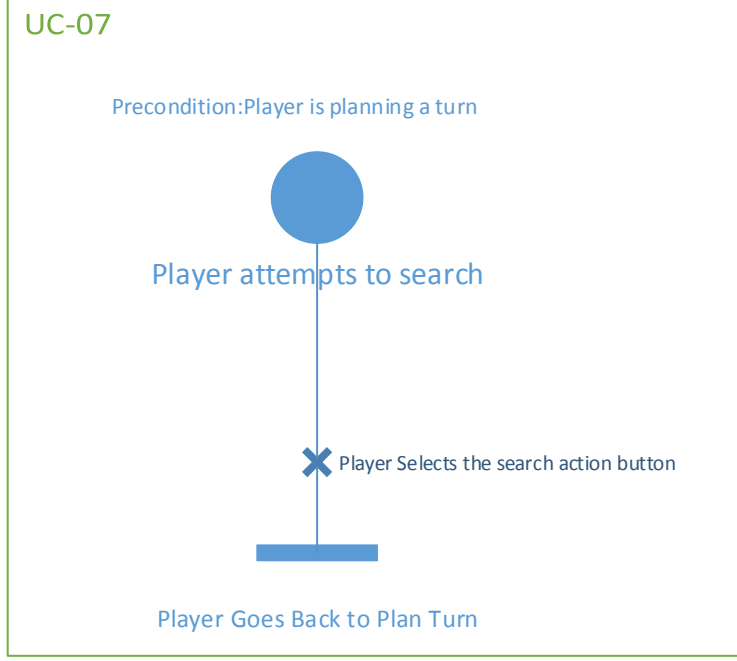 UC-07
Precondition:Player is planning a turn
Player attempts to search
Player Selects the search action button
Player Goes Back to Plan Turn